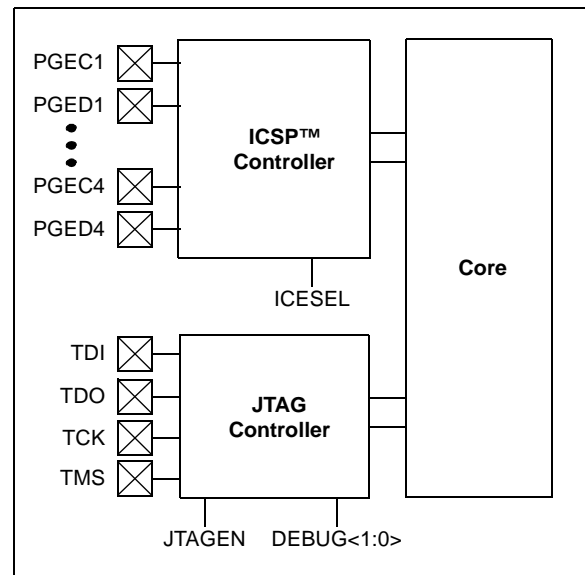 PGEC1
PGED1
PGEC4
PGED4
ICSP™
Controller
ICESEL
Core
TDI
TDO
TCK
TMS
JTAG
Controller
JTAGEN
DEBUG<1:0>